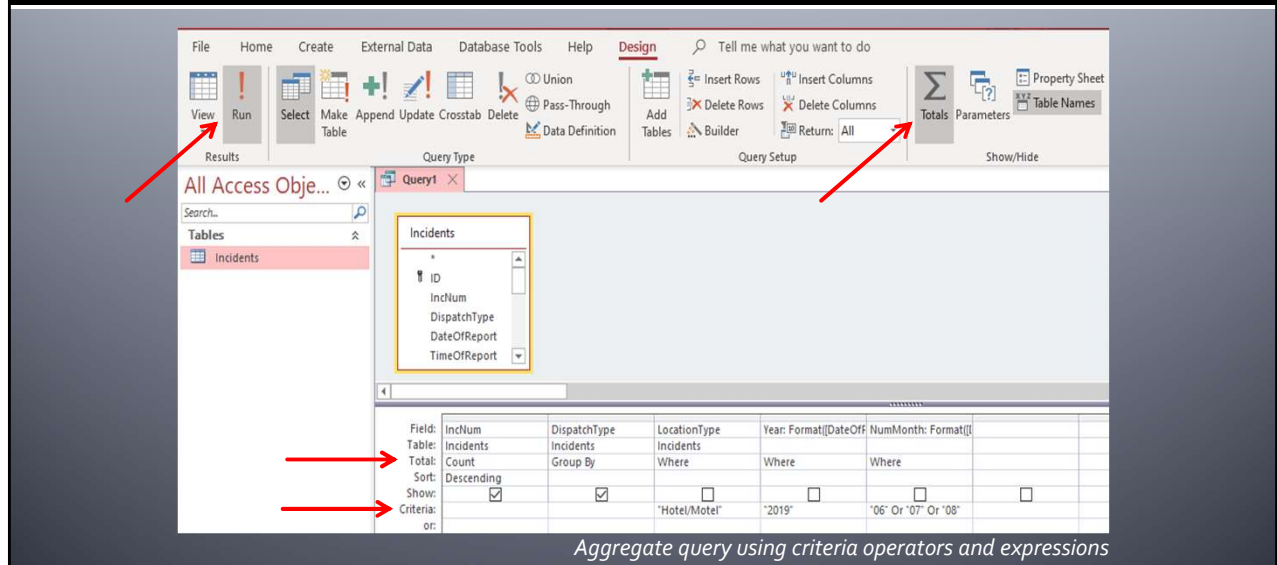 File Home Create External Data Database Tools Help Design Tell me what you want to do
View
Run
Results
Select
Make Table
Append
Update
Crosstab
Delete
Union
Pass-Through
Data Definition
Query Type
Add Tables
Insert Rows
Delete Rows
Builder
Insert Columns
Delete Columns
Return: All
Query Setup
Totals
Parameters
Property Sheet
Table Names
Show/Hide
All Access Obje...
Search...
Tables
Incidents
Query1
Incidents
*
ID
IncNum
DispatchType
DateOfReport
TimeOfReport
Field: IncNum DispatchType LocationType Year: Format([DateOfF NumMonth: Format([
Table: Incidents Incidents Incidents
Total: Count Group By Where Where Where
Sort: Descending
Show:
Criteria: "Hotel/Motel" "2019" "06" Or "07" Or "08"
or:
Aggregate query using criteria operators and expressions